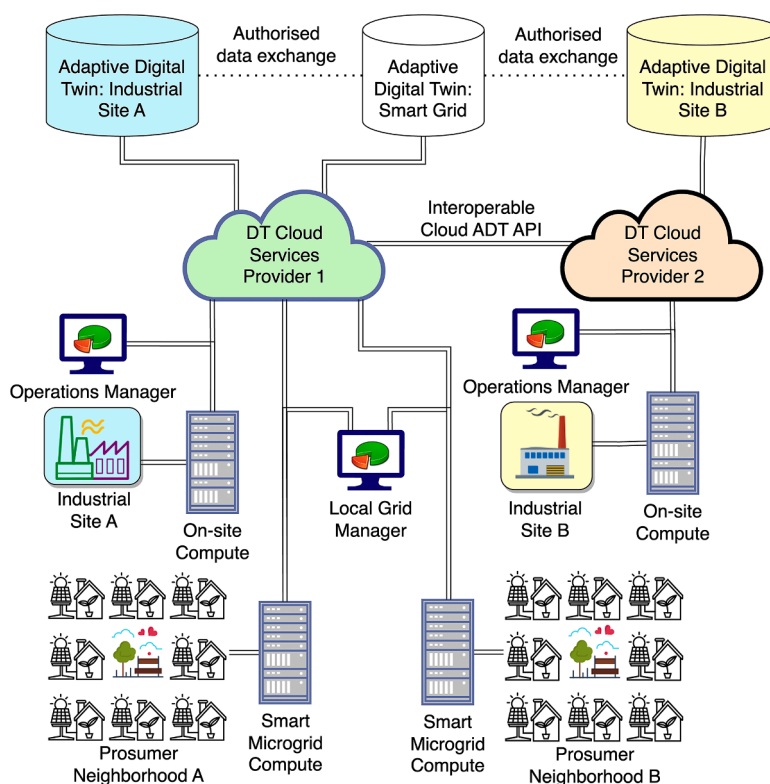 Authorised
data exchange
Authorised
data exchange
Adaptive Digital
Twin: Industrial
Site A
Adaptive
Digital Twin:
Smart Grid
Adaptive Digital
Twin: Industrial
Site B
DT Cloud
Services
Provider 1
Interoperable
Cloud ADT API
DT Cloud
Services
Provider 2
Operations Manager
Operations Manager
Industrial
Site A
On-site
Compute
Local Grid
Manager
Industrial
Site B
On-site
Compute
Prosumer
Neighborhood A
Smart
Microgrid
Compute
Smart
Microgrid
Compute
Prosumer
Neighborhood B